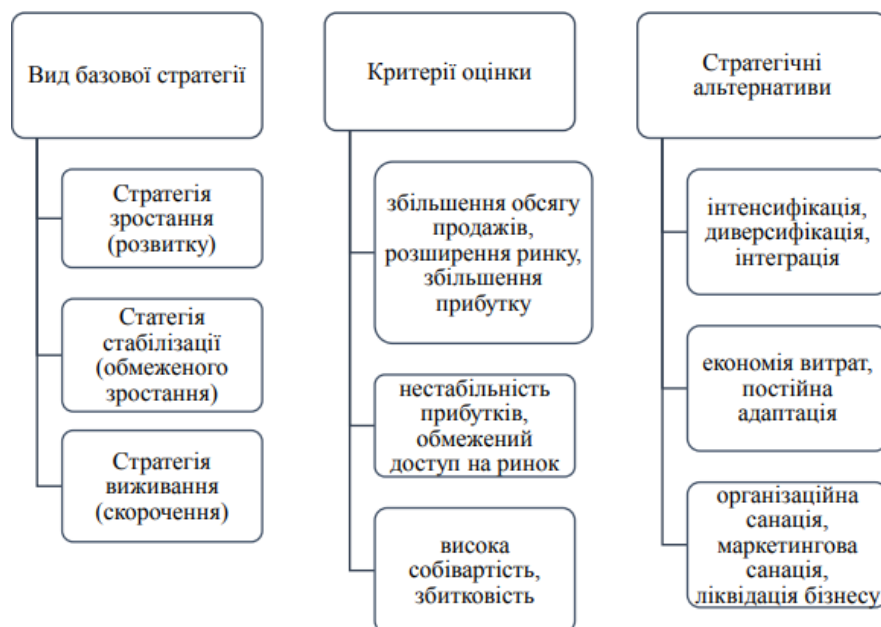 Вид базової стратегії
Стратегія
зростання
(розвитку)
Статегія
стабілізації
(обмеженого
зростання)
Стратегія
виживання
(скорочення)
Критерії оцінки
збільшення обсягу
продажів,
розширення ринку,
збільшення
прибутку
нестабільність
прибутків,
обмежений
доступ на ринок
висока
собівартість,
збитковість
Стратегічні
альтернативи
інтенсифікація,
диверсифікація,
інтеграція
економія витрат,
постійна
адаптація
організаційна
санація,
маркетингова
санація,
ліквідація бізнесу